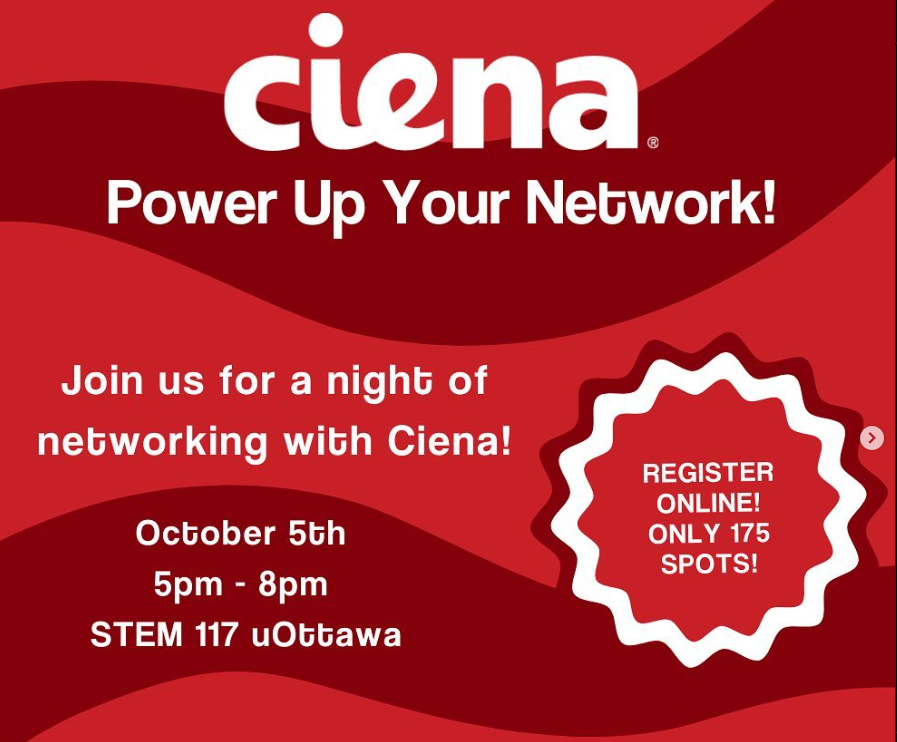 ciena®
Power Up Your Network!
Join us for a night of
networking with Ciena!
October 5th
5pm - 8pm
STEM 117 uOttawa
REGISTER
ONLINE!
ONLY 175
SPOTS!